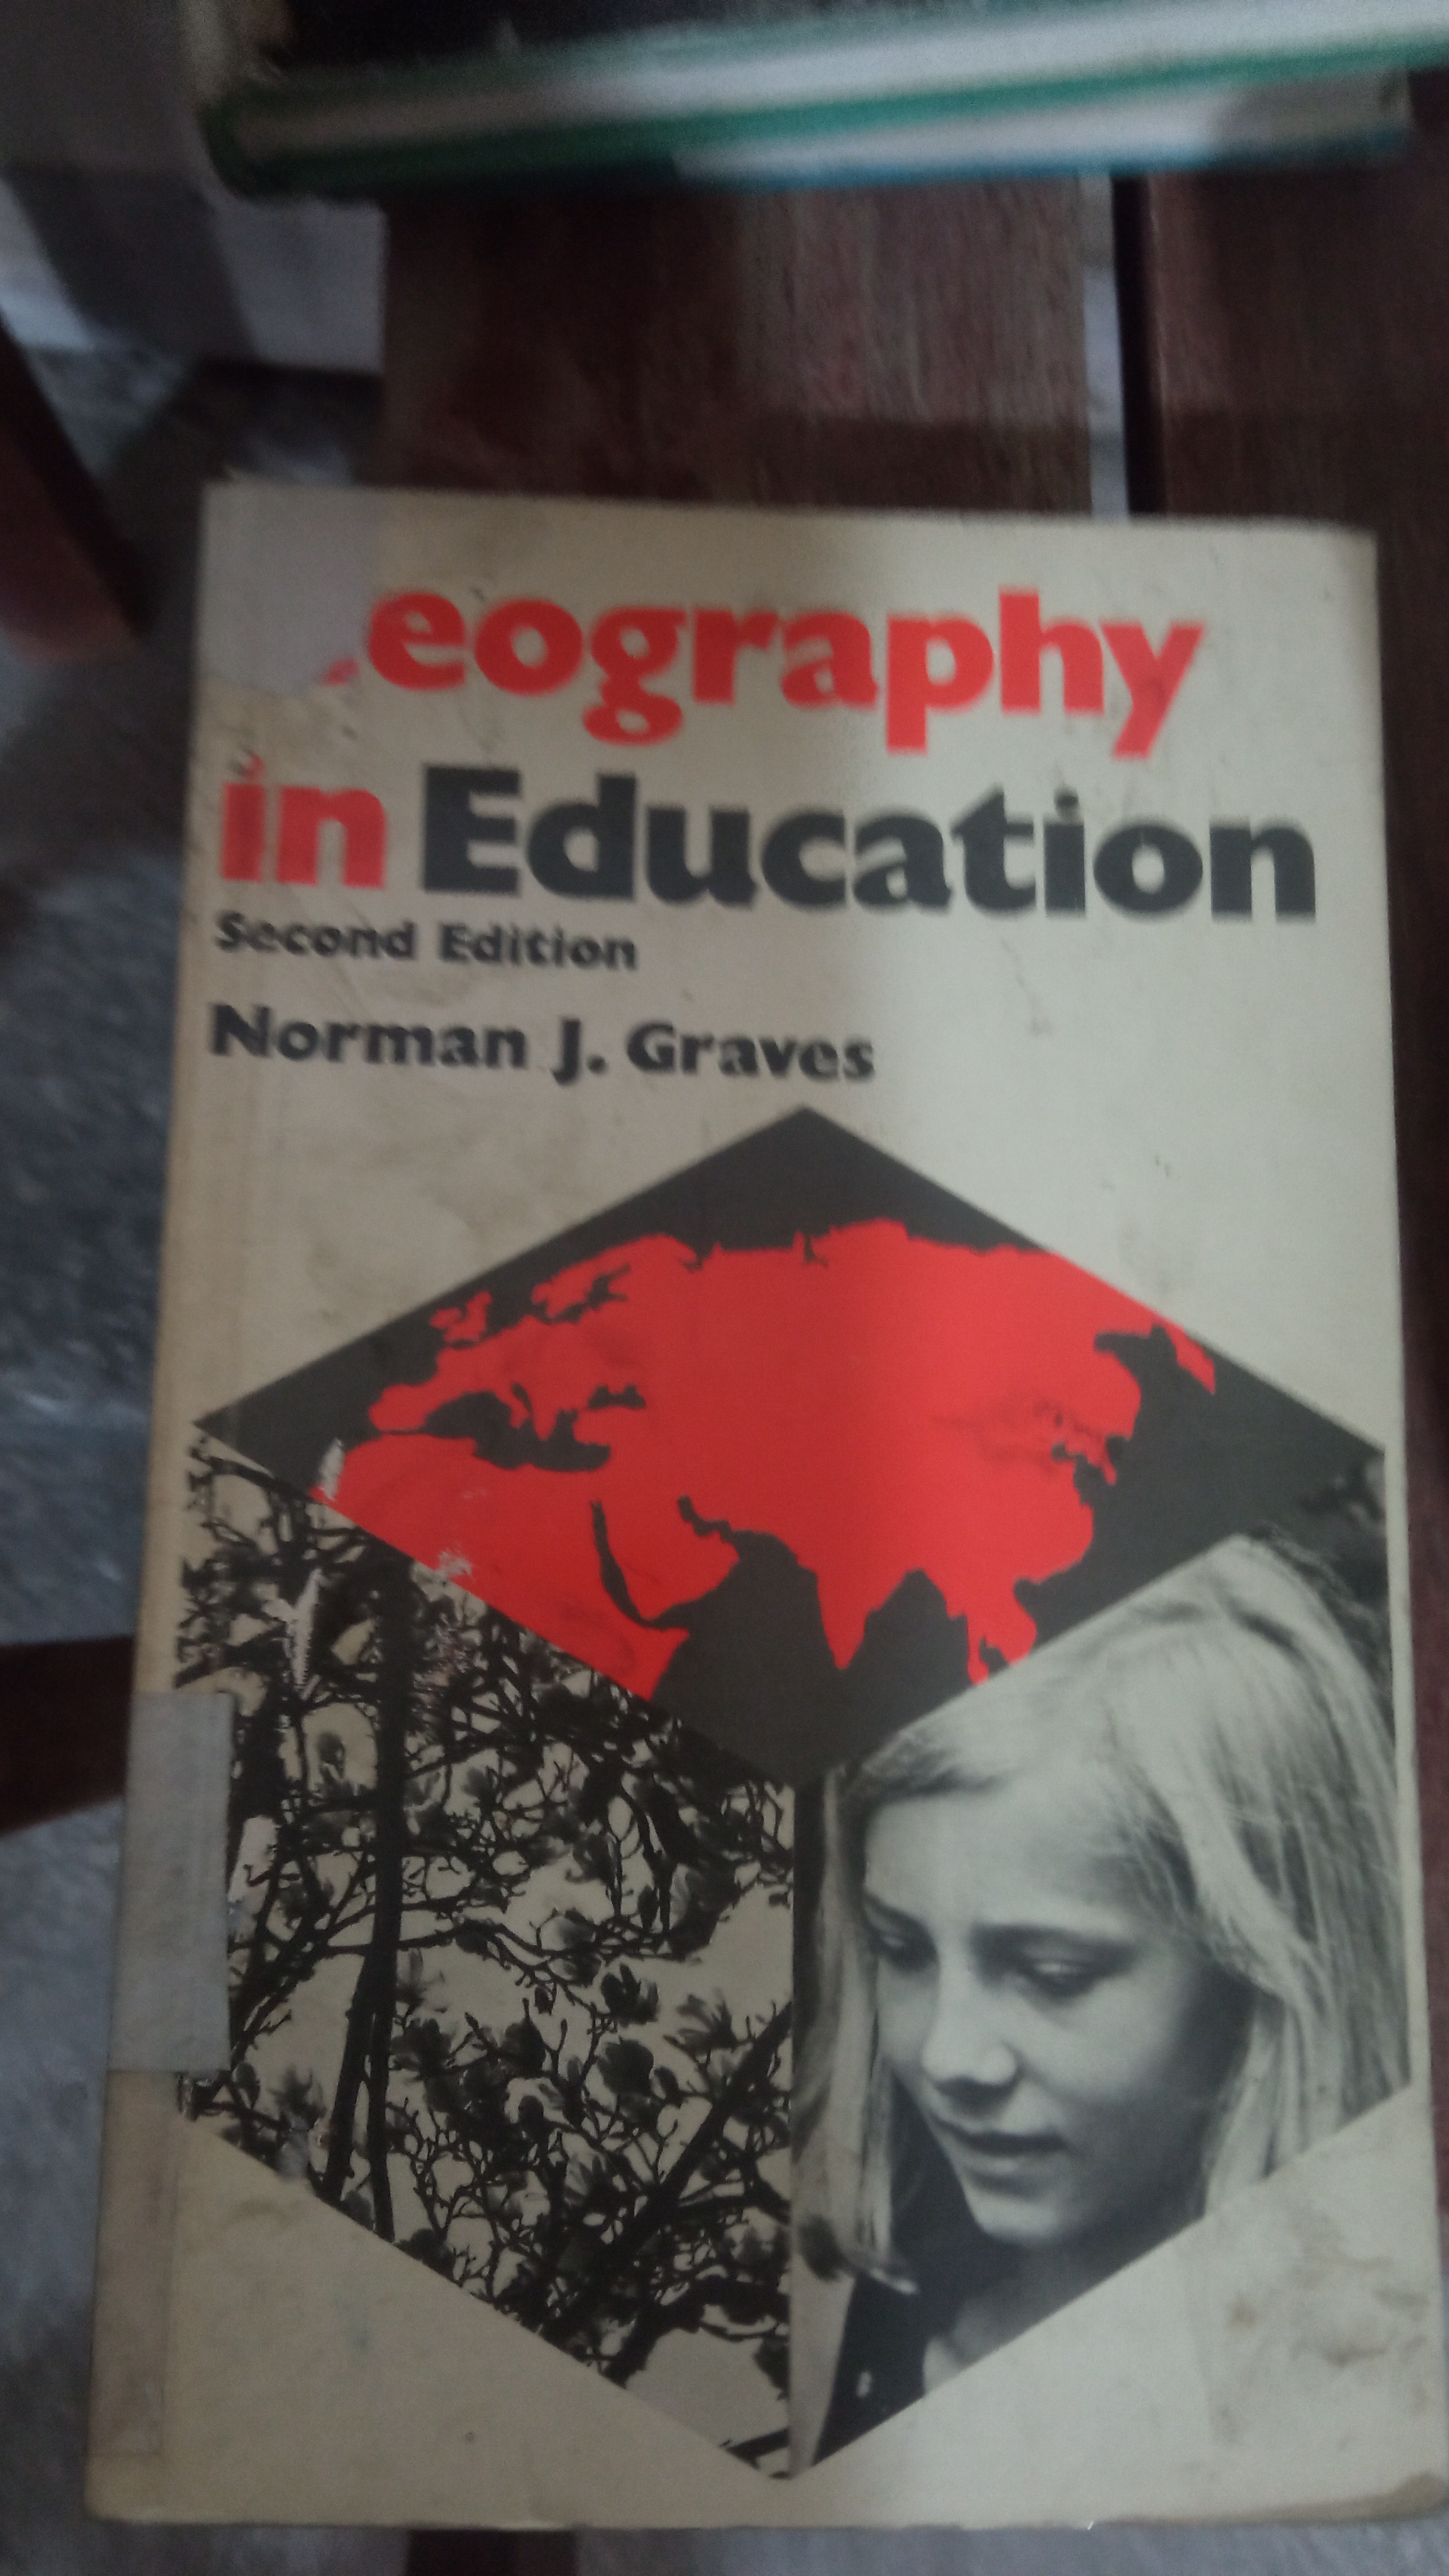 eography
in Education
Second Edition
Norman J. Graves